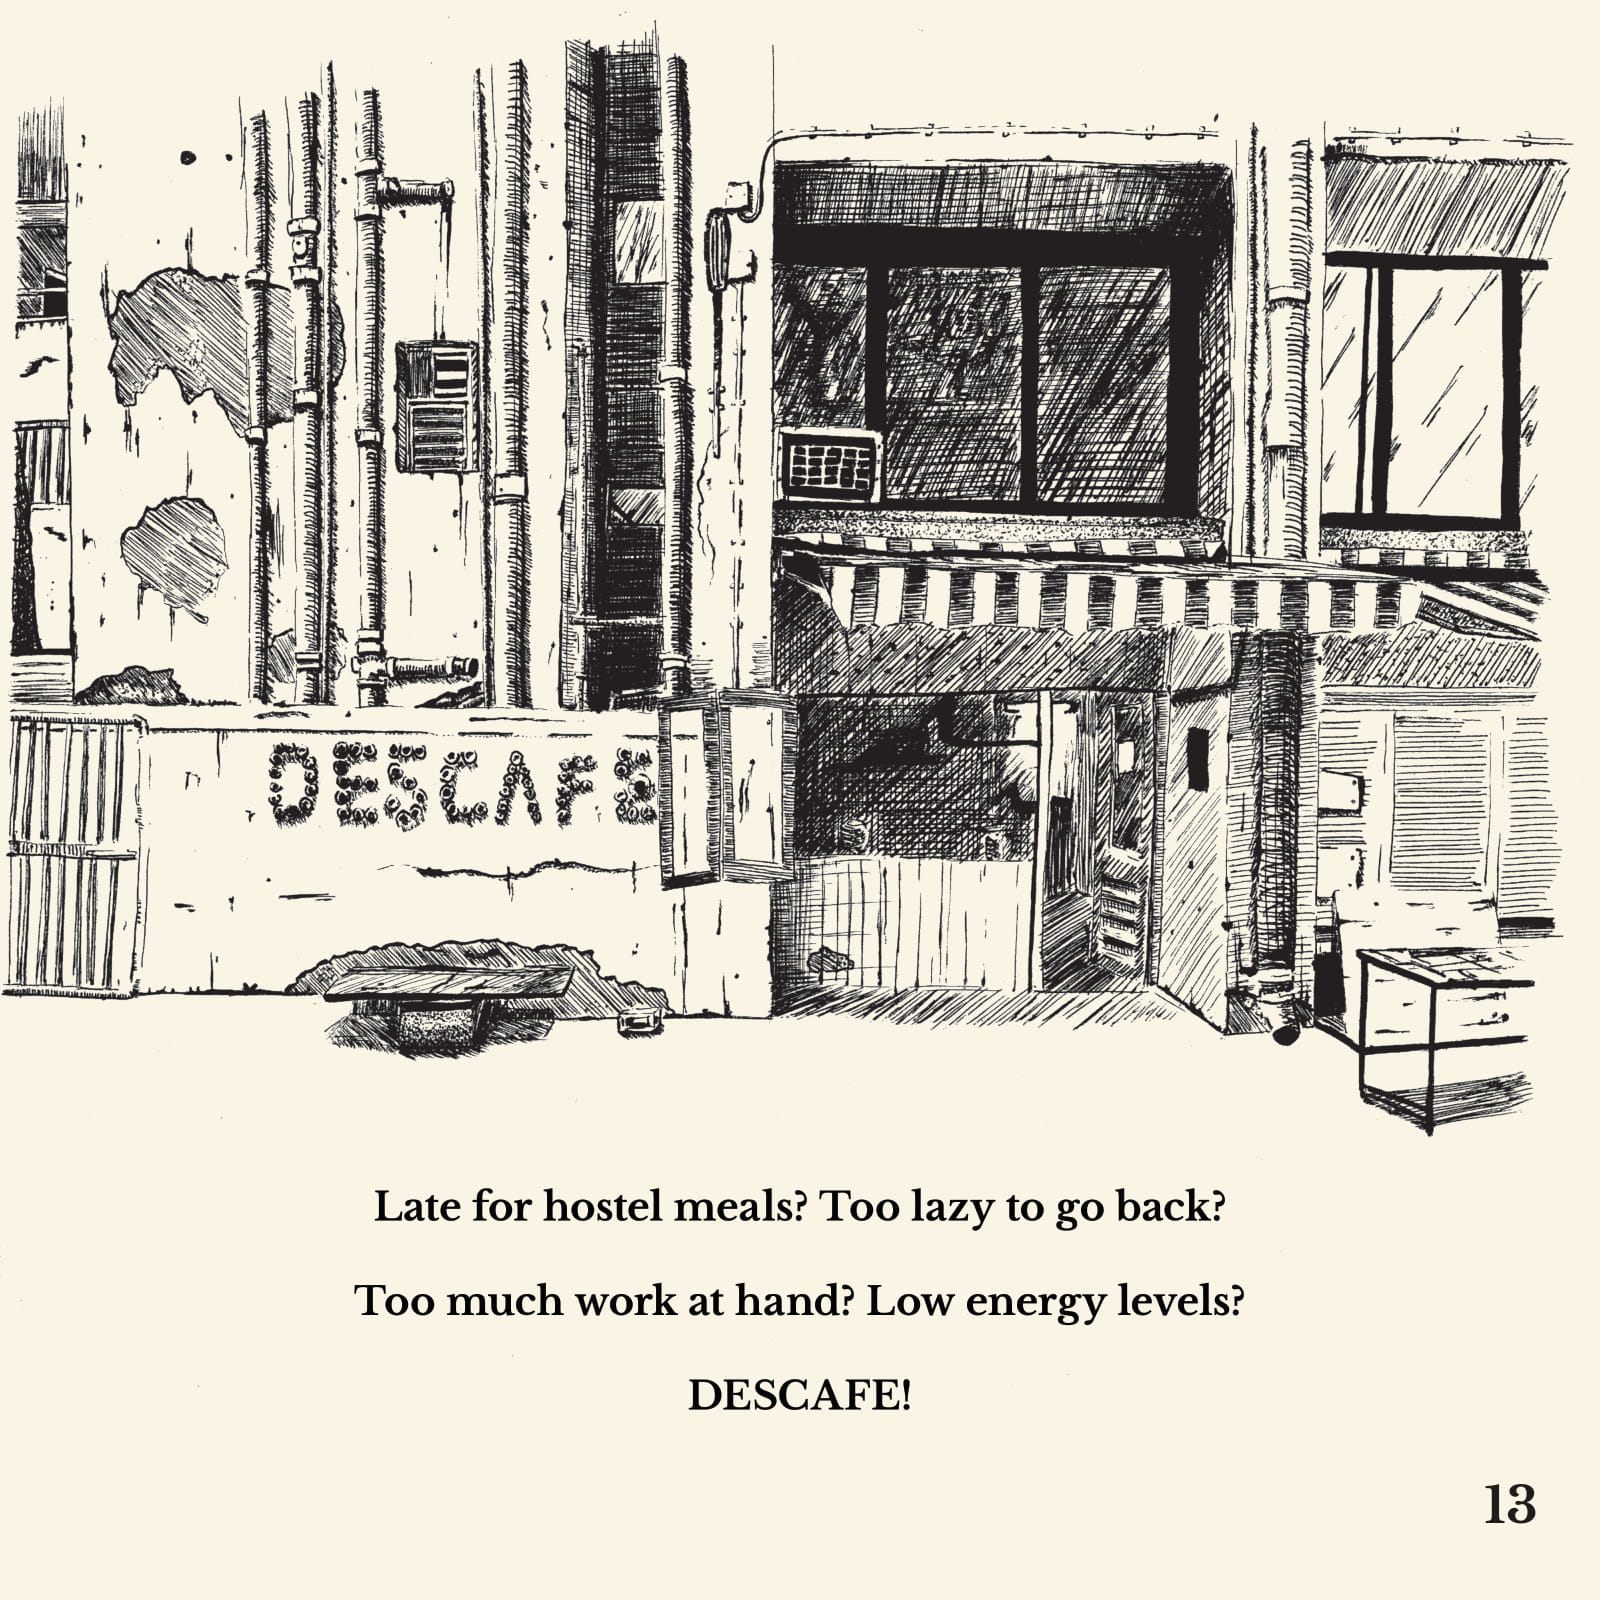 DESCAFE
Late for hostel meals? Too lazy to go back?
Too much work at hand? Low energy levels?
DESCAFE!
13